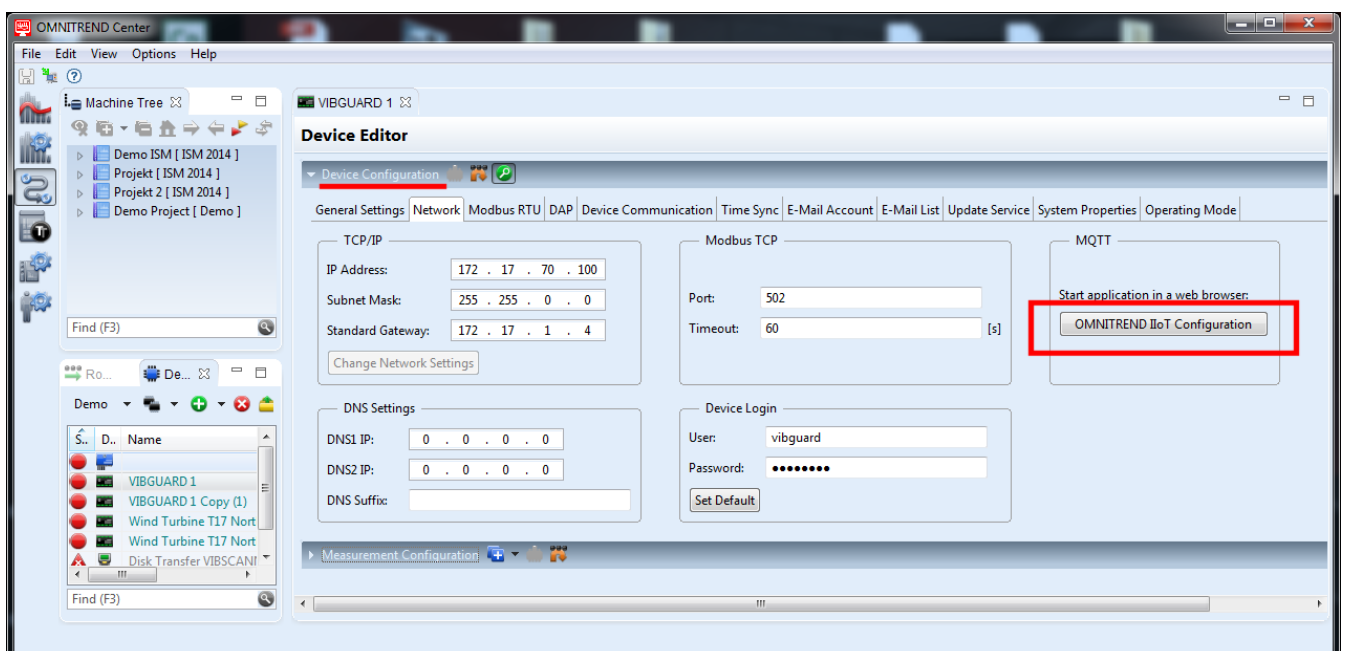 OMNITREND Center
File Edit View Options Help
Machine Tree
Demo ISM [ ISM 2014 ]
Projekt [ ISM 2014 ]
Projekt 2 [ ISM 2014 ]
Demo Project [ Demo ]
Find (F3)
Ro... De...
Demo
S.. D.. Name
VIBGUARD 1
VIBGUARD 1 Copy (1)
Wind Turbine T17 Nort
Wind Turbine T17 Nort
Disk Transfer VIBSCANI
Find (F3)
VIBGUARD 1
Device Editor
Device Configuration
General Settings Network Modbus RTU DAP Device Communication Time Sync E-Mail Account E-Mail List Update Service System Properties Operating Mode
TCP/IP
IP Address: 172 . 17 . 70 . 100
Subnet Mask: 255 . 255 . 0 . 0
Standard Gateway: 172 . 17 . 1 . 4
Change Network Settings
Modbus TCP
Port: 502
Timeout: 60 [s]
MQTT
Start application in a web browser:
OMNITREND IIoT Configuration
DNS Settings
DNS1 IP: 0 . 0 . 0 . 0
DNS2 IP: 0 . 0 . 0 . 0
DNS Suffix:
Device Login
User: vibguard
Password: ●●●●●●●●
Set Default
Measurement Configuration